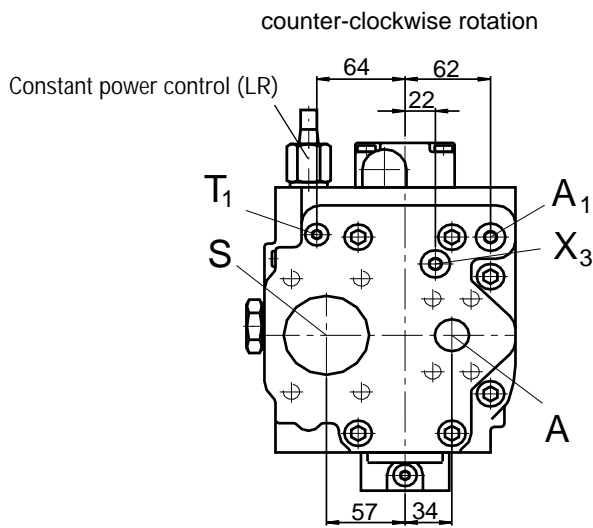 counter-clockwise rotation
64 62
Constant power control (LR)
22
T1
A1
S
X3
A
57 34